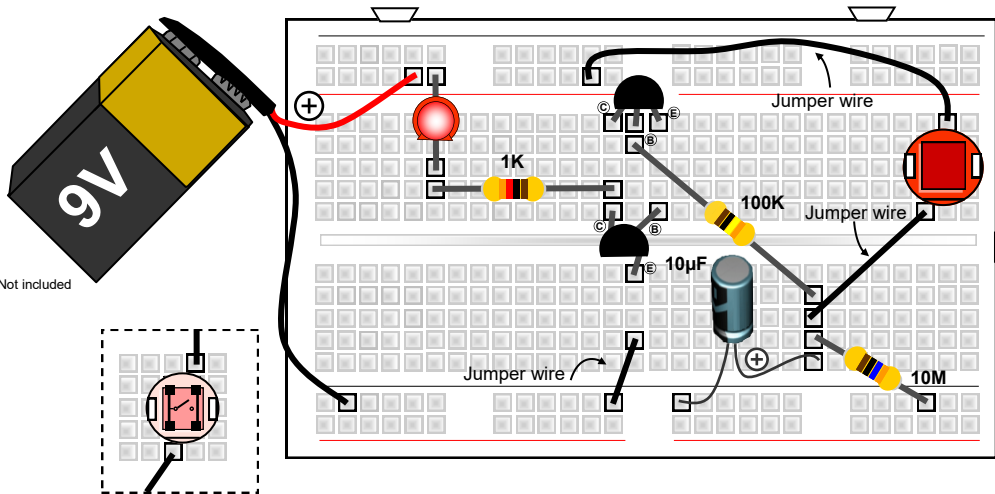 Jumper wire
+
C
E
B
1K
9V
100K
Jumper wire
C
B
E
10µF
Not included
+
Jumper wire
10M